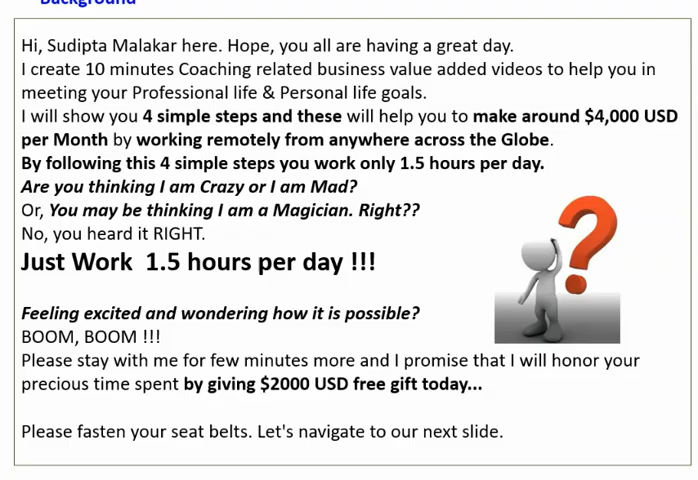 Background
Hi, Sudipta Malakar here. Hope, you all are having a great day.
I create 10 minutes Coaching related business value added videos to help you in
meeting your Professional life & Personal life goals.
I will show you 4 simple steps and these will help you to make around $4,000 USD
per Month by working remotely from anywhere across the Globe.
By following this 4 simple steps you work only 1.5 hours per day.
Are you thinking I am Crazy or I am Mad?
Or, You may be thinking I am a Magician. Right??
No, you heard it RIGHT.
Just Work 1.5 hours per day !!!
Feeling excited and wondering how it is possible?
BOOM, BOOM !!!
Please stay with me for few minutes more and I promise that I will honor your
precious time spent by giving $2000 USD free gift today...
Please fasten your seat belts. Let's navigate to our next slide.